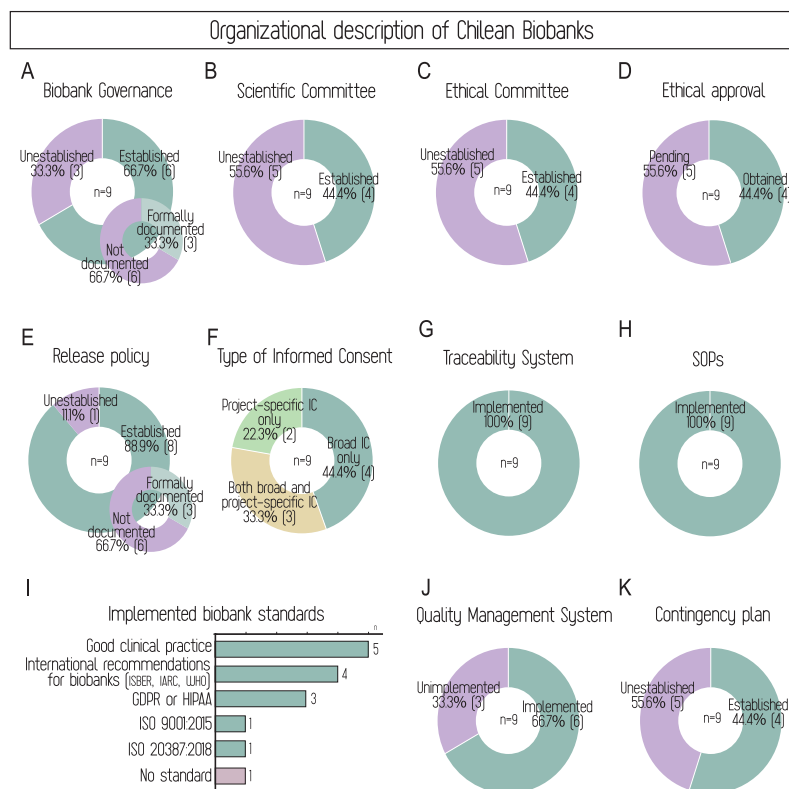 Organizational description of Chilean Biobanks
A
Biobank Governance
Unestablished
33.3% (3)
Established
66.7% (6)
n=9
Formally
documented
33.3% (3)
Not
documented
66.7% (6)
B
Scientific Committee
Unestablished
55.6% (5)
Established
44.4% (4)
n=9
C
Ethical Committee
Unestablished
55.6% (5)
Established
44.4% (4)
n=9
D
Ethical approval
Pending
55.6% (5)
Obtained
44.4% (4)
n=9
E
Release policy
Unestablished
11.1% (1)
Established
88.9% (8)
n=9
Formally
documented
33.3% (3)
Not
documented
66.7% (6)
F
Type of Informed Consent
Project-specific IC
only
22.3% (2)
Broad IC
only
44.4% (4)
n=9
Both broad and
project-specific IC
33.3% (3)
G
Traceability System
Implemented
100% (9)
n=9
H
SOPs
Implemented
100% (9)
n=9
I
Implemented biobank standards
n
Good clinical practice 5
International recommendations
for biobanks (ISBER, IARC, WHO) 4
GDPR or HIPAA 3
ISO 9001:2015 1
ISO 20387:2018 1
No standard 1
J
Quality Management System
Unimplemented
33.3% (3)
Implemented
66.7% (6)
n=9
K
Contingency plan
Unestablished
55.6% (5)
Established
44.4% (4)
n=9